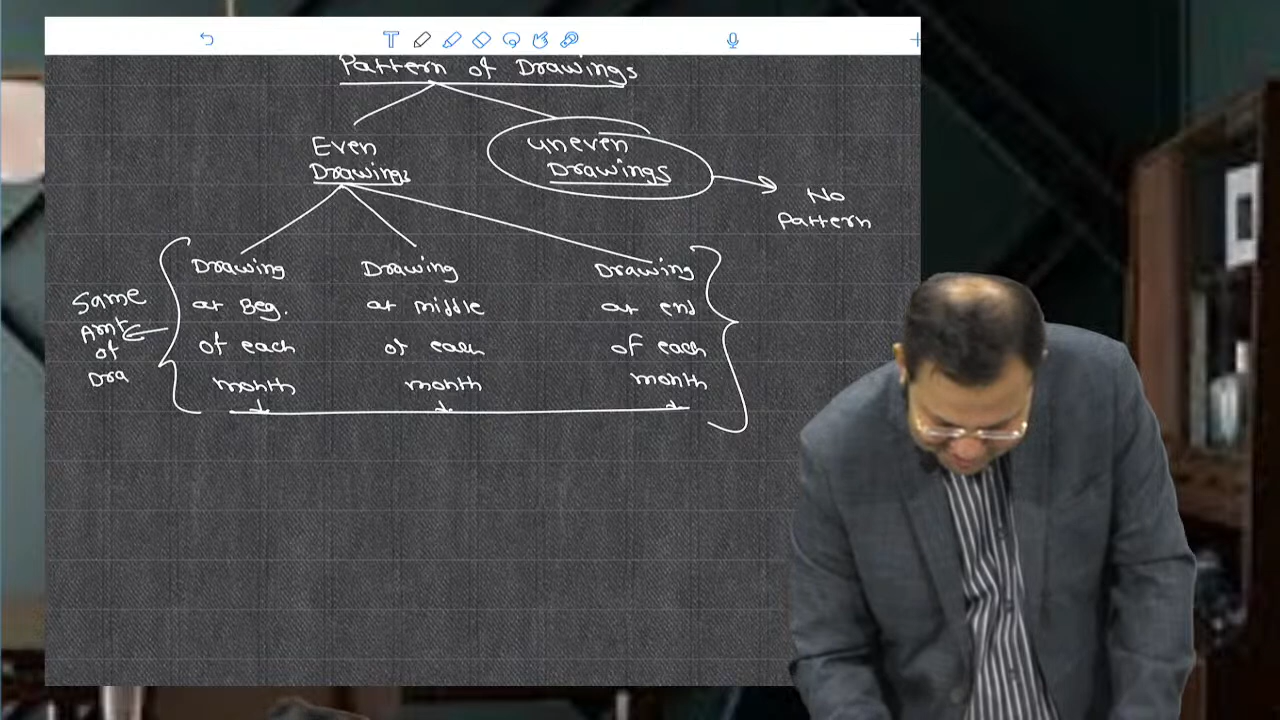 Pattern of Drawings
Even
Drawings
uneven
Drawings
No
Pattern
Drawing
at Beg.
of each
month
Drawing
at middle
of each
month
Drawing
at end
of each
month
Same
Amt
of
Dra